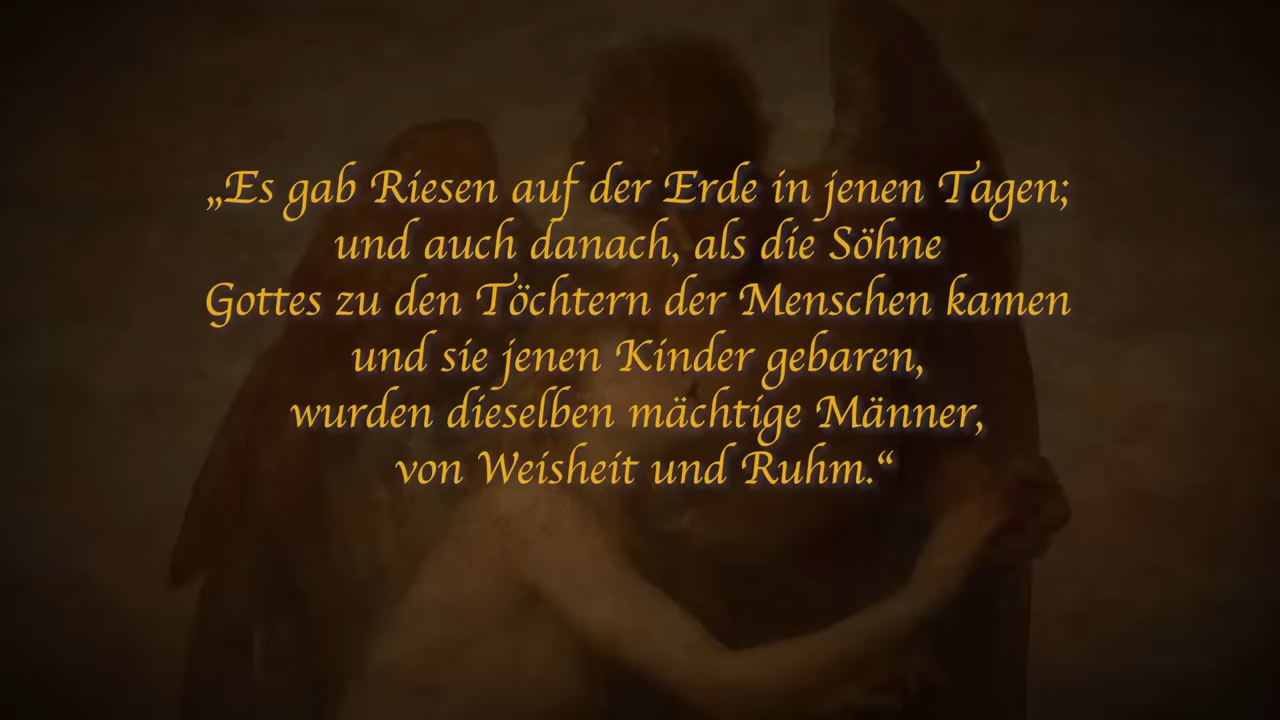 „Es gab Riesen auf der Erde in jenen Tagen;
und auch danach, als die Söhne
Gottes zu den Töchtern der Menschen kamen
und sie jenen Kinder gebaren,
wurden dieselben mächtige Männer,
von Weisheit und Ruhm.“